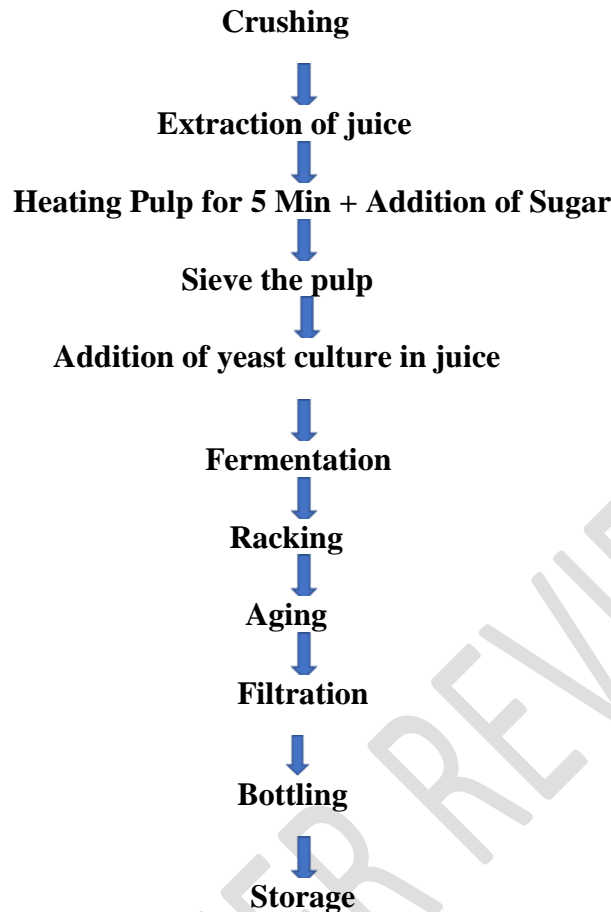 Crushing
Extraction of juice
Heating Pulp for 5 Min + Addition of Sugar
Sieve the pulp
Addition of yeast culture in juice
Fermentation
Racking
Aging
Filtration
Bottling
Storage